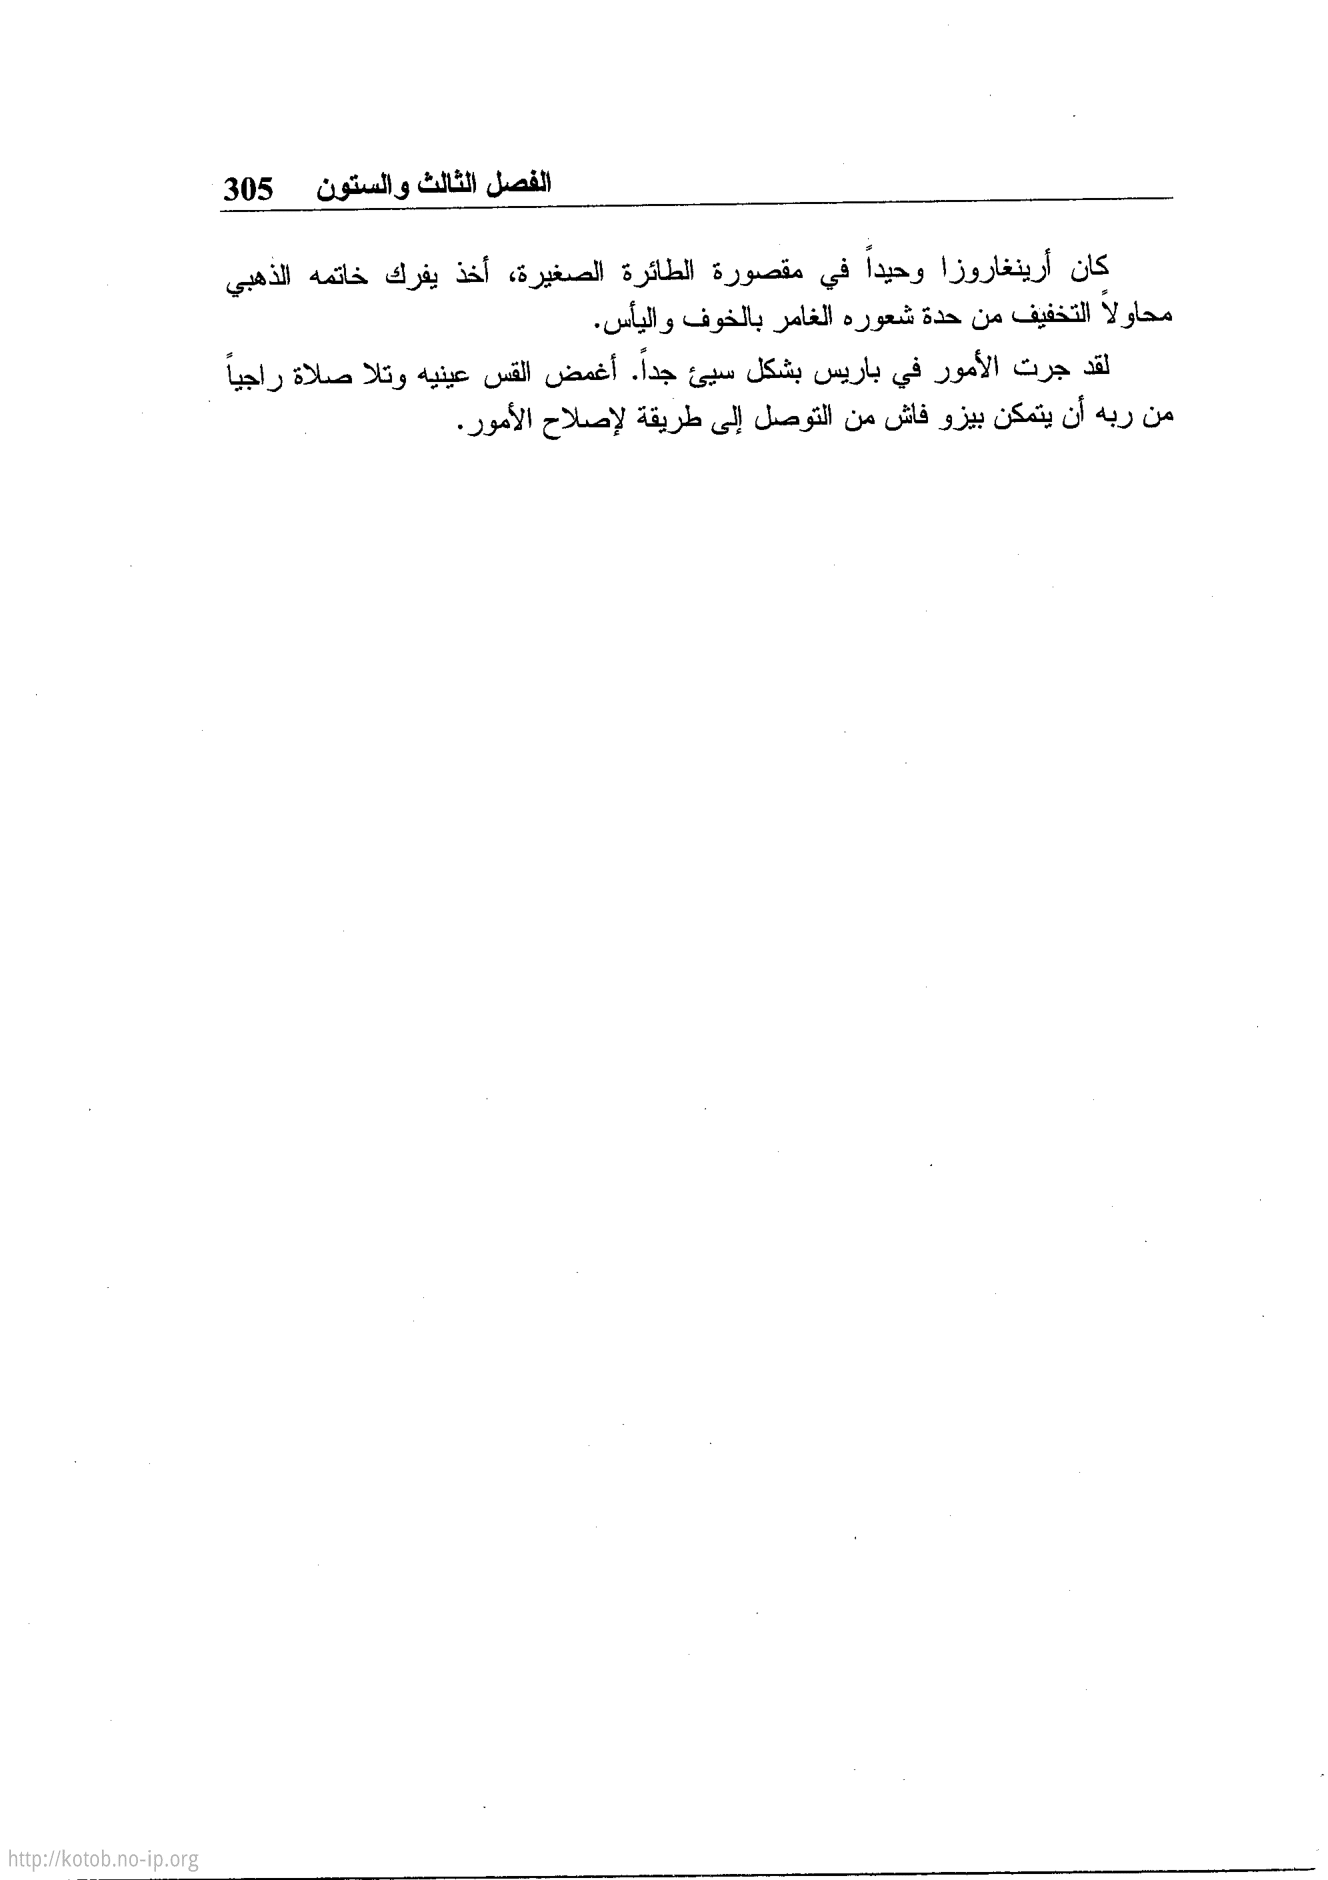 الفصل الثالث والستون 305
كان أرينغاروزا وحيداً في مقصورة الطائرة الصغيرة، أخذ يفرك خاتمه الذهبي
محاولاً التخفيف من حدة شعوره الغامر بالخوف واليأس.
لقد جرت الأمور في باريس بشكل سيئ جداً. أغمض القس عينيه وتلا صلاة راجياً
من ربه أن يتمكن بيزو فاش من التوصل إلى طريقة لإصلاح الأمور.
http://kotob.no-ip.org